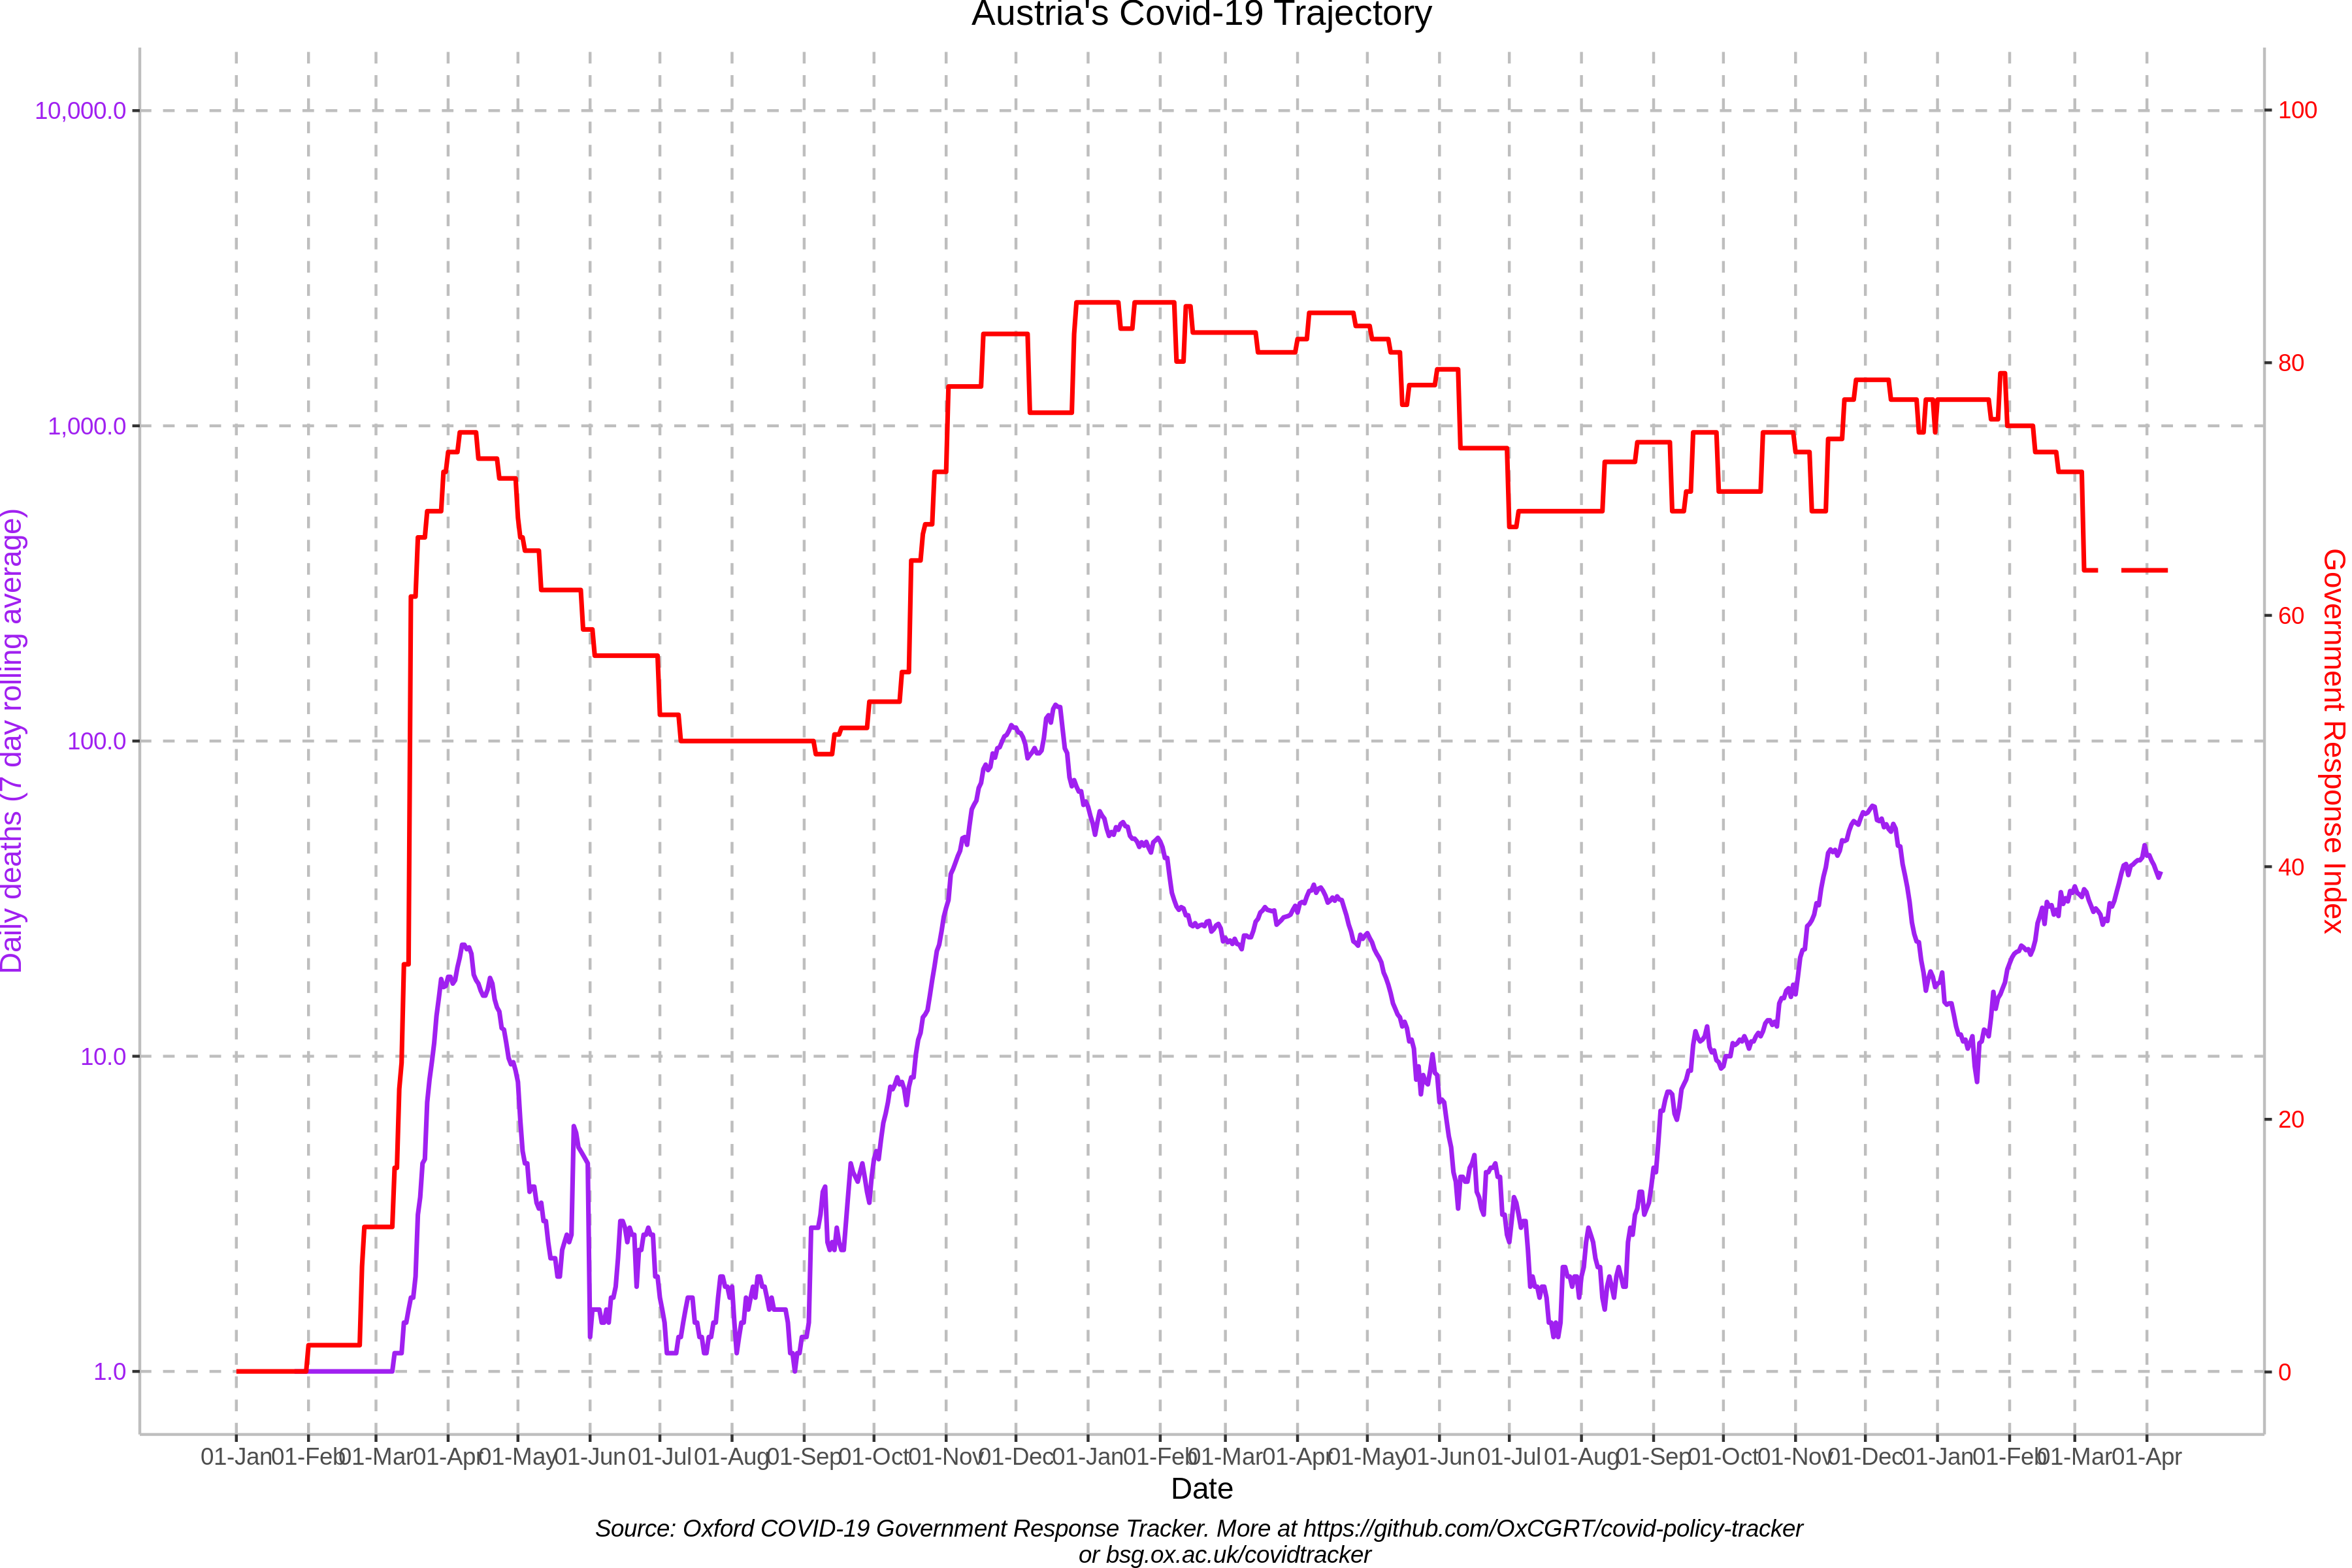 Austria's Covid-19 Trajectory
10,000.0
1,000.0
100.0
10.0
1.0
Daily deaths (7 day rolling average)
100
80
60
40
20
0
Government Response Index
01-Jan 01-Feb 01-Mar 01-Apr 01-May 01-Jun 01-Jul 01-Aug 01-Sep 01-Oct 01-Nov 01-Dec 01-Jan 01-Feb 01-Mar 01-Apr 01-May 01-Jun 01-Jul 01-Aug 01-Sep 01-Oct 01-Nov 01-Dec 01-Jan 01-Feb 01-Mar 01-Apr
Date
Source: Oxford COVID-19 Government Response Tracker. More at https://github.com/OxCGRT/covid-policy-tracker
or bsg.ox.ac.uk/covidtracker